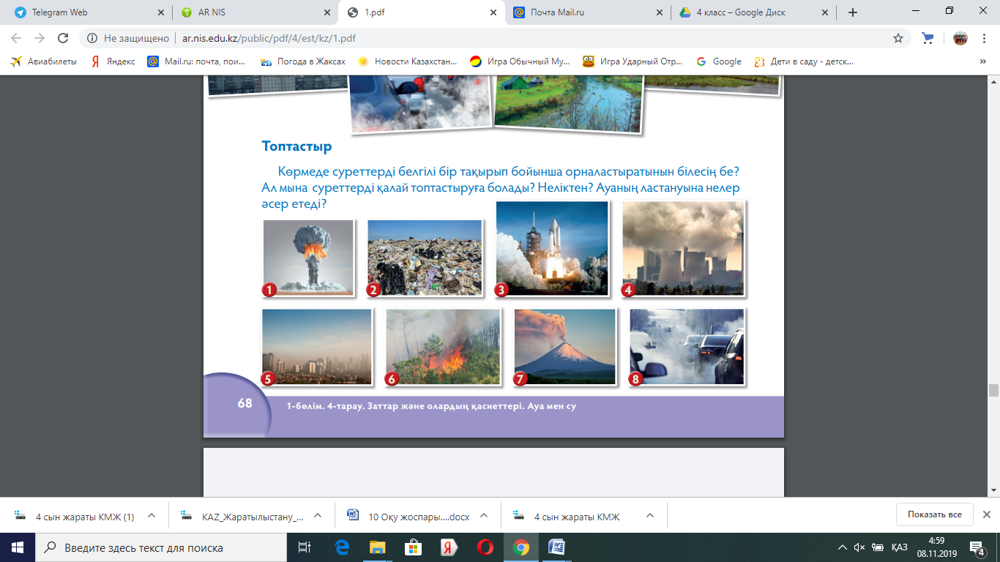 Telegram Web
AR NIS
1.pdf
Почта Mail.ru
4 класс – Google Диск
Не защищено
ar.nis.edu.kz/public/pdf/4/est/kz/1.pdf
Авиабилеты
Яндекс
Mail.ru: почта, пои...
Погода в Жаксах
Новости Казахстан...
Игра Обычный Му...
Игра Ударный Отр...
Google
Дети в саду - детск...
Топтастыр
Көрмеде суреттерді белгілі бір тақырып бойынша орналастыратынын білесің бе?
Ал мына суреттерді қалай топтастыруға болады? Неліктен? Ауаның ластануына нелер
әсер етеді?
1
2
3
4
5
6
7
8
68
1-бөлім. 4-тарау. Заттар және олардың қасиеттері. Ауа мен су
4 сын жараты КМЖ (1)
KAZ_Жаратылыстану_...
10 Оқу жоспары....docx
4 сын жараты КМЖ
Показать все
Введите здесь текст для поиска
ҚАЗ
4:59
08.11.2019
4